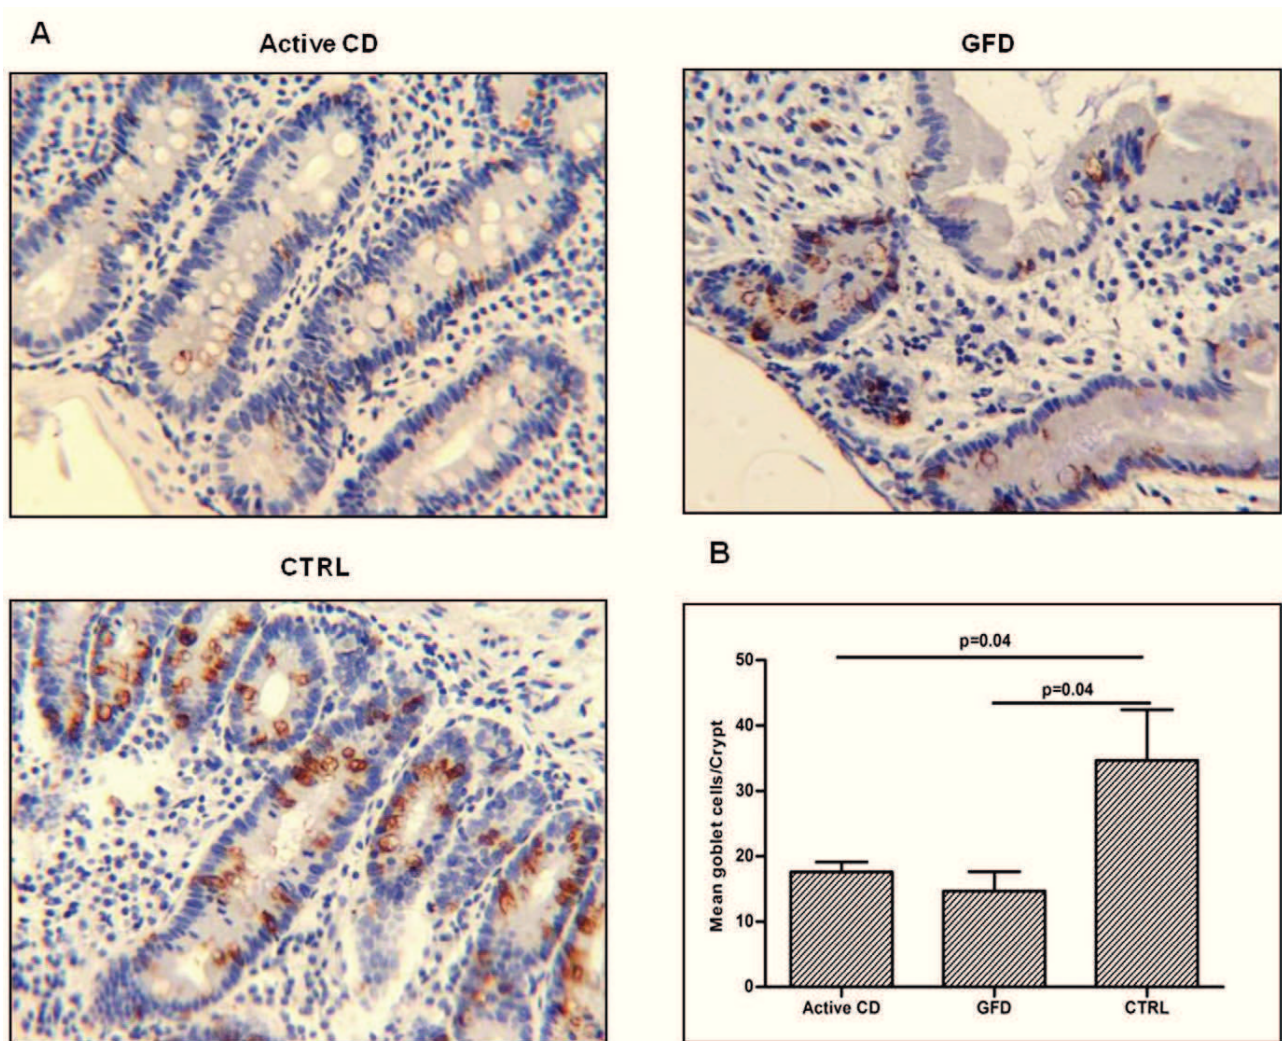 A
Active CD
GFD
CTRL
B
p=0.04
p=0.04
50
40
30
20
10
0
Mean goblet cells/Crypt
Active CD
GFD
CTRL